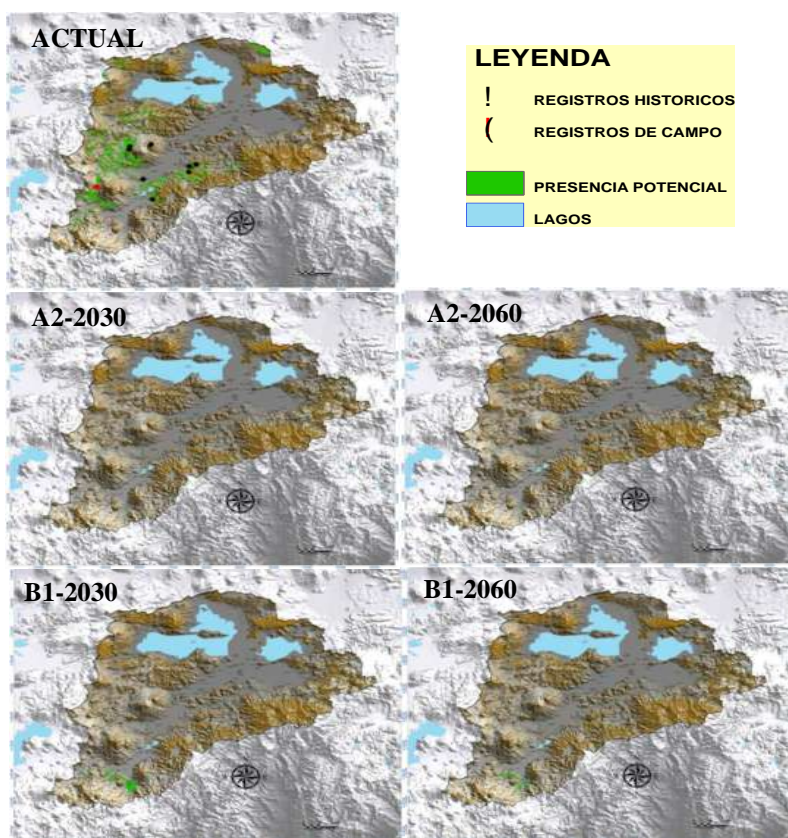 ACTUAL
LEYENDA
! REGISTROS HISTORICOS
( REGISTROS DE CAMPO
PRESENCIA POTENCIAL
LAGOS
A2-2030
A2-2060
B1-2030
B1-2060